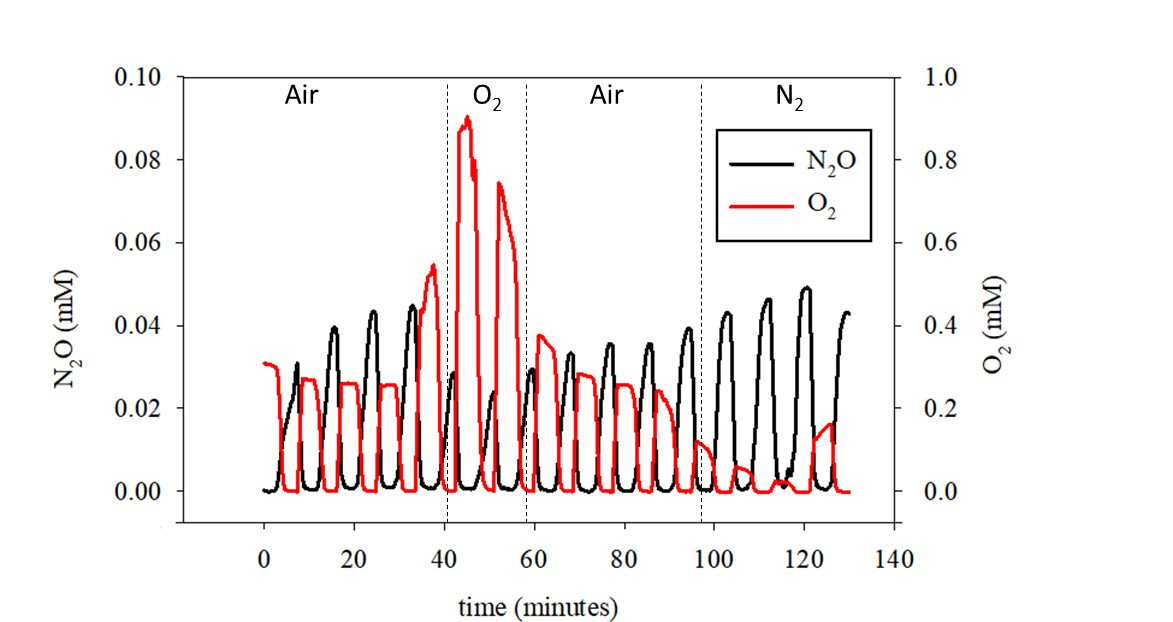 0.10
Air
O₂
Air
N₂
1.0
N₂O
O₂
0.08
0.8
0.06
0.6
0.04
0.4
0.02
0.2
0.00
0.0
N₂O (mM)
O₂ (mM)
0
20
40
60
80
100
120
140
time (minutes)